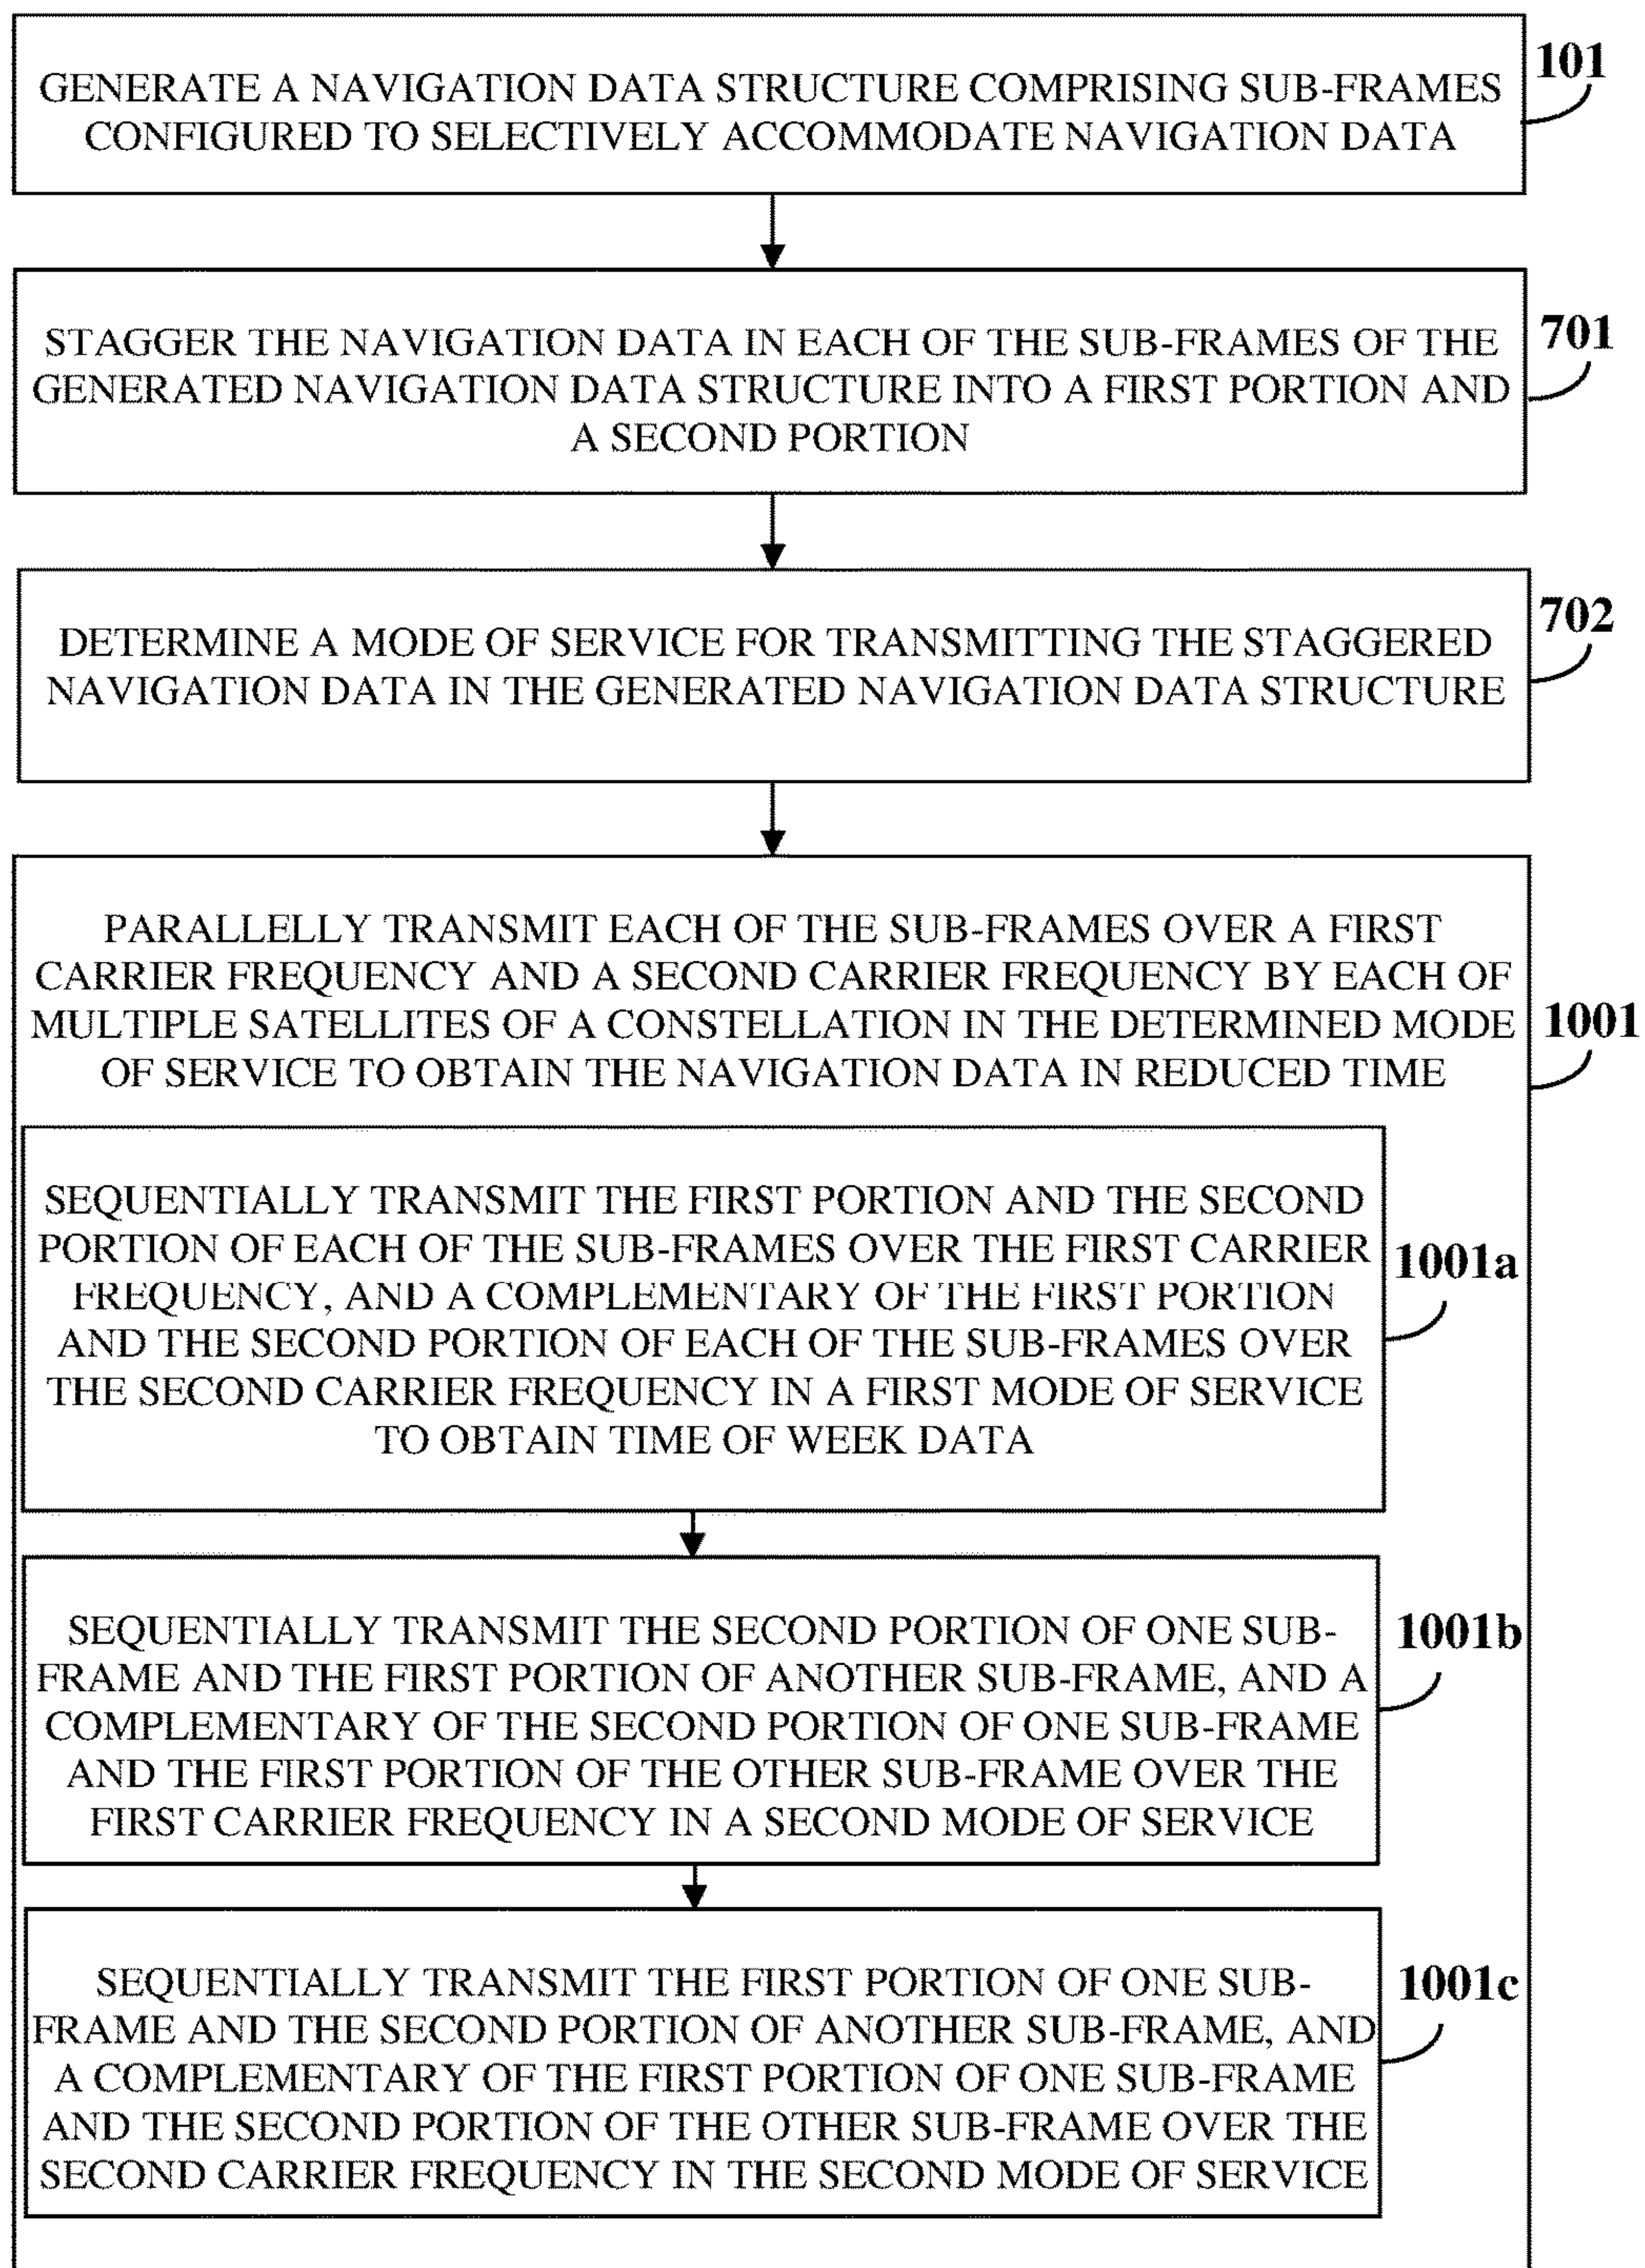 101
GENERATE A NAVIGATION DATA STRUCTURE COMPRISING SUB-FRAMES
CONFIGURED TO SELECTIVELY ACCOMMODATE NAVIGATION DATA
701
STAGGER THE NAVIGATION DATA IN EACH OF THE SUB-FRAMES OF THE
GENERATED NAVIGATION DATA STRUCTURE INTO A FIRST PORTION AND
A SECOND PORTION
702
DETERMINE A MODE OF SERVICE FOR TRANSMITTING THE STAGGERED
NAVIGATION DATA IN THE GENERATED NAVIGATION DATA STRUCTURE
PARALLELLY TRANSMIT EACH OF THE SUB-FRAMES OVER A FIRST
CARRIER FREQUENCY AND A SECOND CARRIER FREQUENCY BY EACH OF
MULTIPLE SATELLITES OF A CONSTELLATION IN THE DETERMINED MODE
OF SERVICE TO OBTAIN THE NAVIGATION DATA IN REDUCED TIME
1001
SEQUENTIALLY TRANSMIT THE FIRST PORTION AND THE SECOND
PORTION OF EACH OF THE SUB-FRAMES OVER THE FIRST CARRIER
FREQUENCY, AND A COMPLEMENTARY OF THE FIRST PORTION
AND THE SECOND PORTION OF EACH OF THE SUB-FRAMES OVER
THE SECOND CARRIER FREQUENCY IN A FIRST MODE OF SERVICE
TO OBTAIN TIME OF WEEK DATA
1001a
SEQUENTIALLY TRANSMIT THE SECOND PORTION OF ONE SUB-
FRAME AND THE FIRST PORTION OF ANOTHER SUB-FRAME, AND A
COMPLEMENTARY OF THE SECOND PORTION OF ONE SUB-FRAME
AND THE FIRST PORTION OF THE OTHER SUB-FRAME OVER THE
FIRST CARRIER FREQUENCY IN A SECOND MODE OF SERVICE
1001b
SEQUENTIALLY TRANSMIT THE FIRST PORTION OF ONE SUB-
FRAME AND THE SECOND PORTION OF ANOTHER SUB-FRAME, AND
A COMPLEMENTARY OF THE FIRST PORTION OF ONE SUB-FRAME
AND THE SECOND PORTION OF THE OTHER SUB-FRAME OVER THE
SECOND CARRIER FREQUENCY IN THE SECOND MODE OF SERVICE
1001c